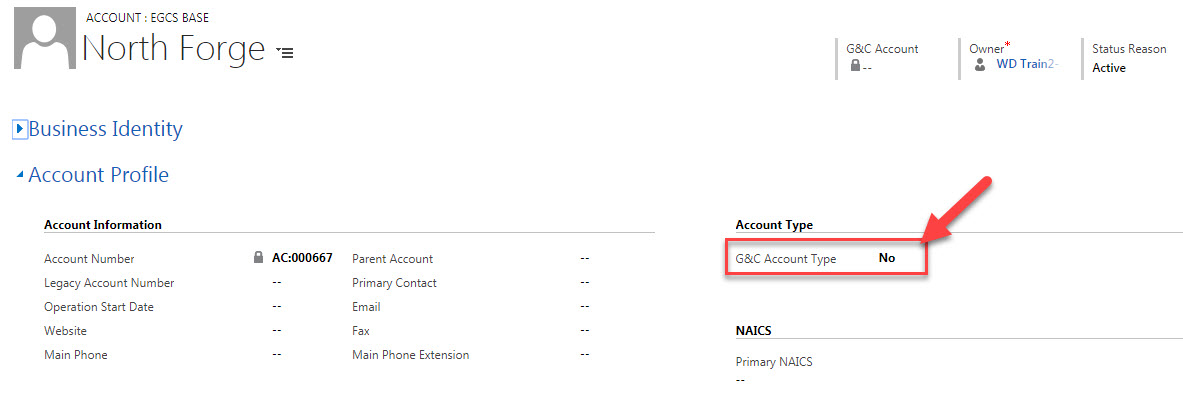 ACCOUNT : EGCS BASE
North Forge
G&C Account
--
Owner*
WD Train2-
Status Reason
Active
Business Identity
Account Profile
Account Information
Account Number AC:000667 Parent Account --
Legacy Account Number -- Primary Contact --
Operation Start Date -- Email --
Website -- Fax --
Main Phone -- Main Phone Extension --
Account Type
G&C Account Type No
NAICS
Primary NAICS
--